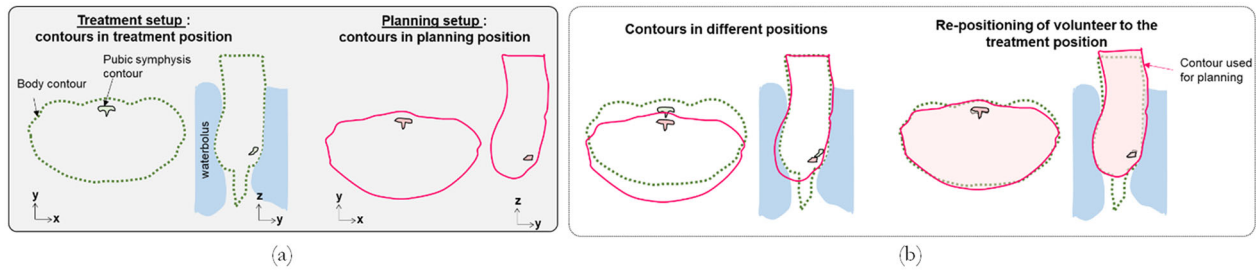 Treatment setup :
contours in treatment position
Pubic symphysis
contour
Body contour
waterbolus
y
x
z
y
Planning setup :
contours in planning position
y
x
z
y
(a)
Contours in different positions
Re-positioning of volunteer to the
treatment position
Contour used
for planning
(b)